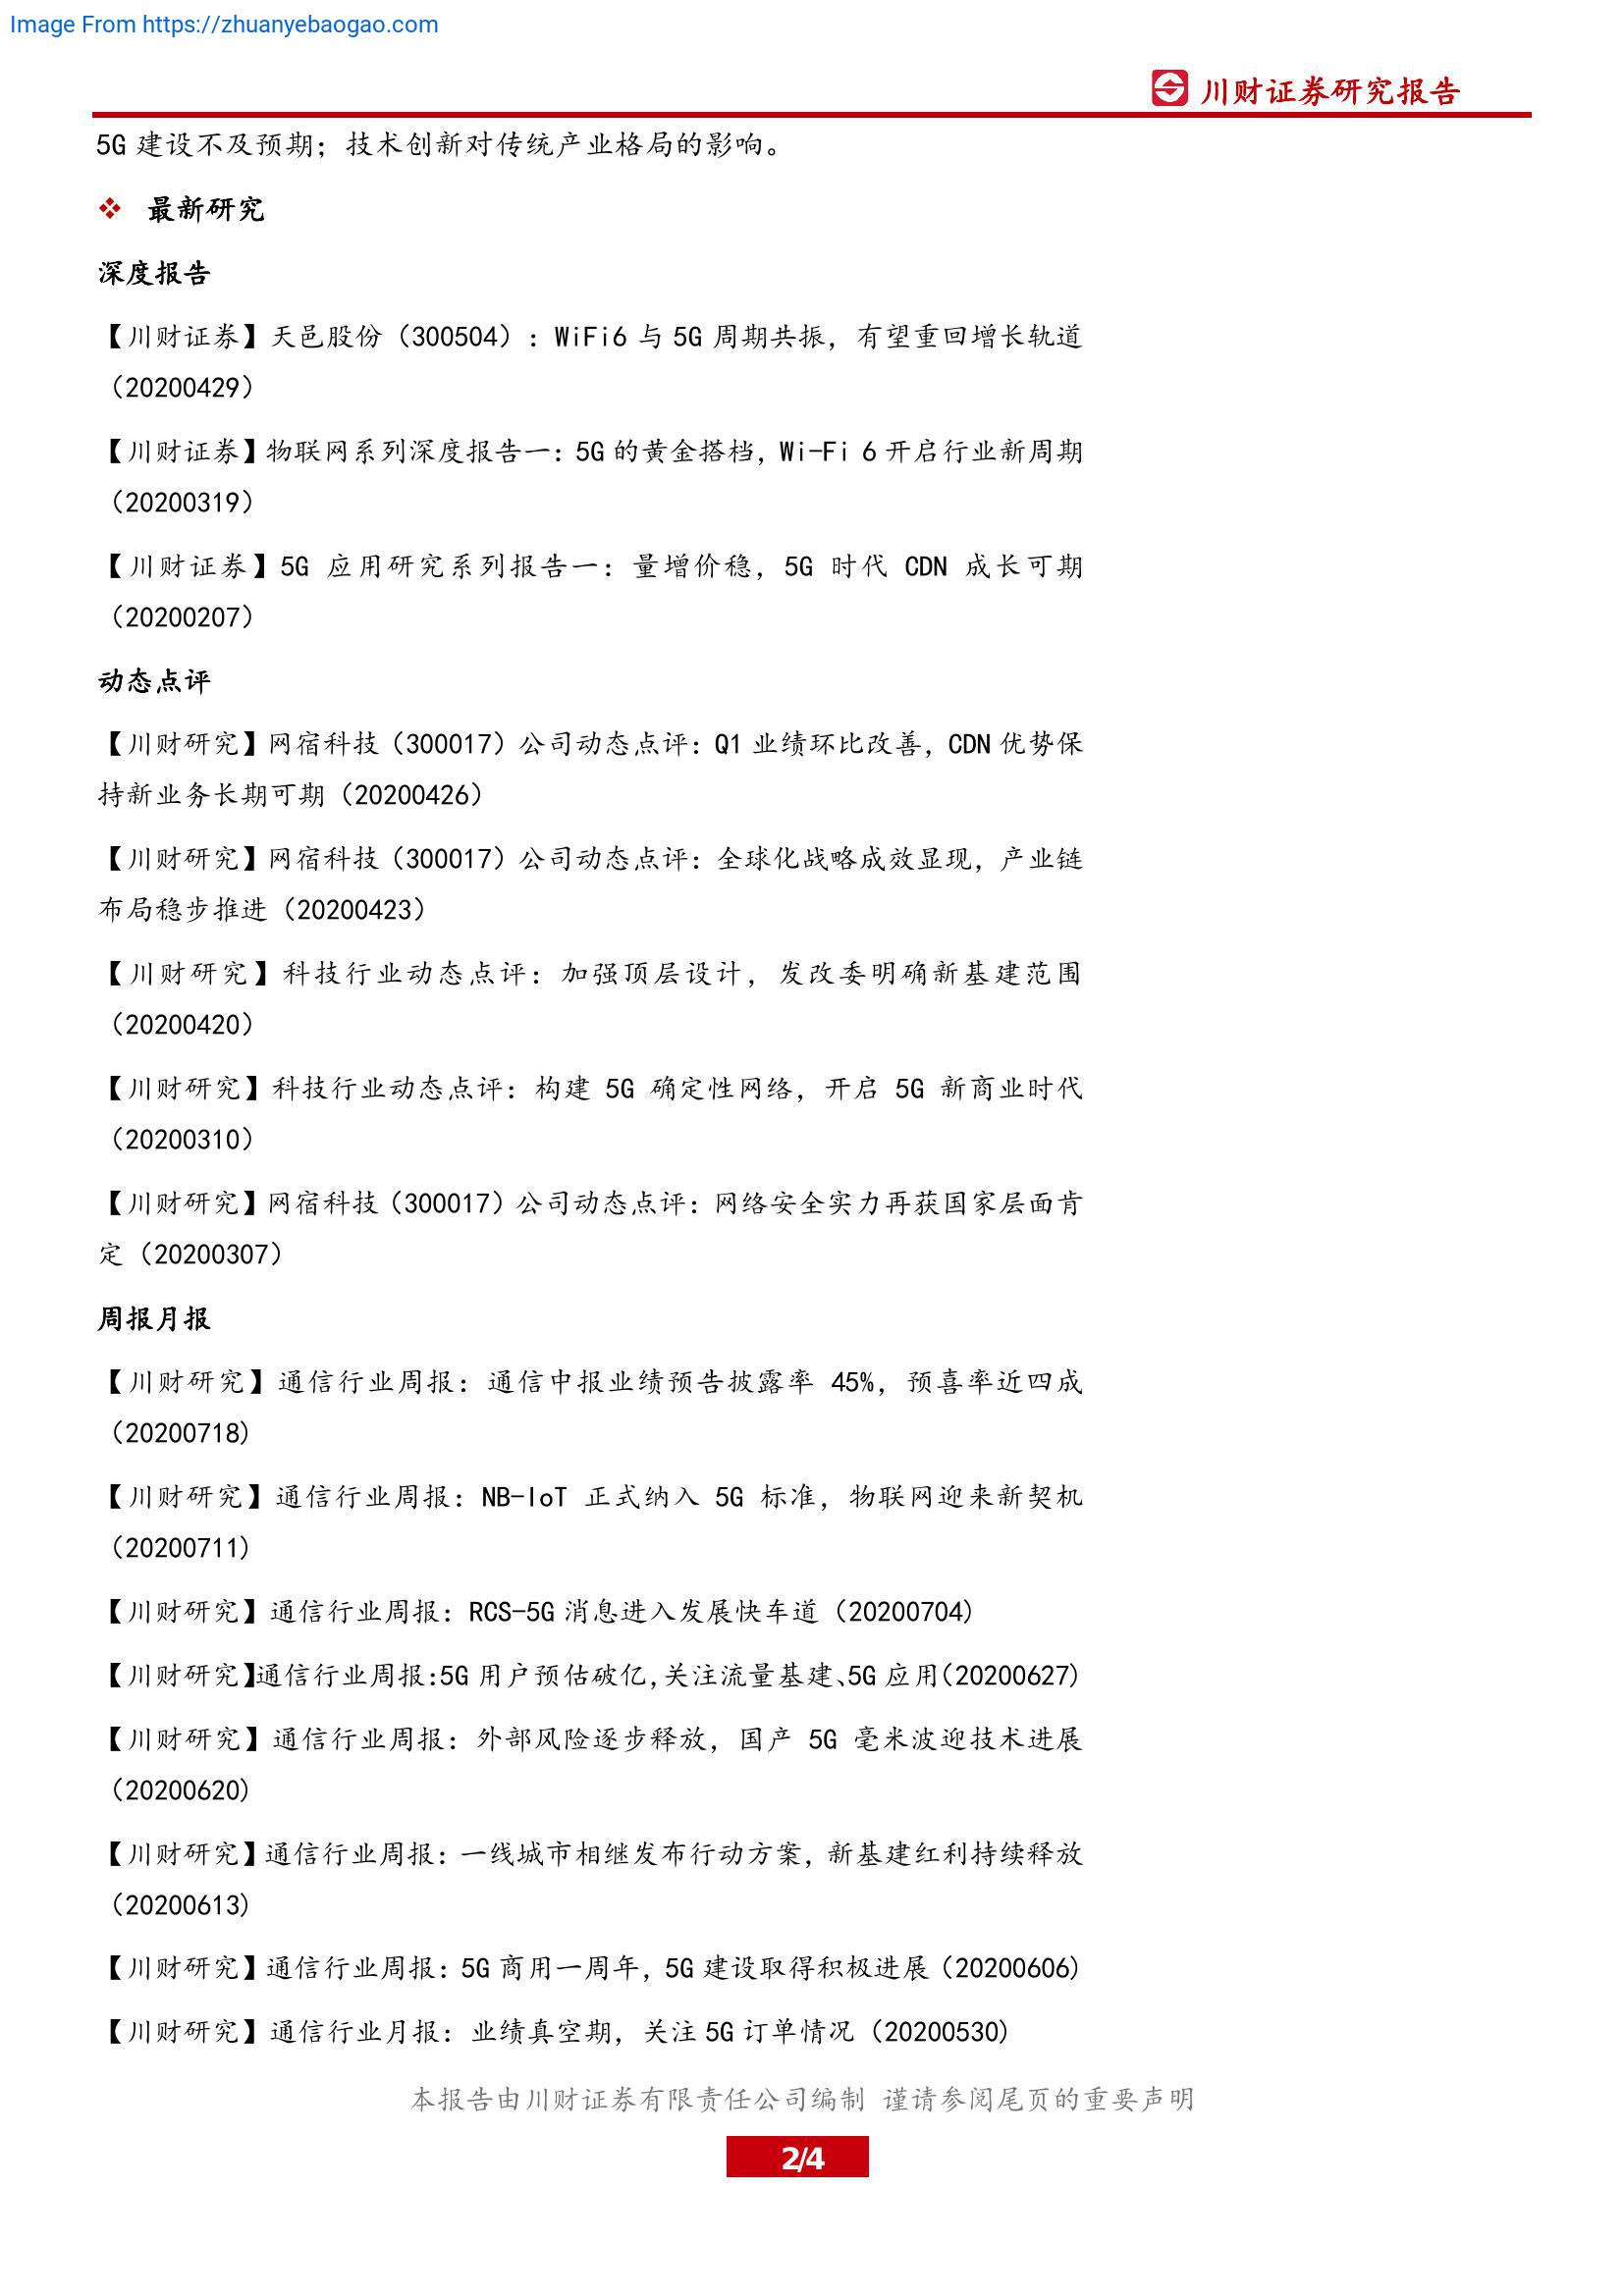 Image From https://zhuanyebaogao.com
川财证券研究报告
5G 建设不及预期；技术创新对传统产业格局的影响。
❖ 最新研究
深度报告
【川财证券】天邑股份（300504）：WiFi6 与 5G 周期共振，有望重回增长轨道
（20200429）
【川财证券】物联网系列深度报告一：5G 的黄金搭档，Wi-Fi 6 开启行业新周期
（20200319）
【川财证券】5G 应用研究系列报告一：量增价稳，5G 时代 CDN 成长可期
（20200207）
动态点评
【川财研究】网宿科技（300017）公司动态点评：Q1 业绩环比改善，CDN 优势保
持新业务长期可期（20200426）
【川财研究】网宿科技（300017）公司动态点评：全球化战略成效显现，产业链
布局稳步推进（20200423）
【川财研究】科技行业动态点评：加强顶层设计，发改委明确新基建范围
（20200420）
【川财研究】科技行业动态点评：构建 5G 确定性网络，开启 5G 新商业时代
（20200310）
【川财研究】网宿科技（300017）公司动态点评：网络安全实力再获国家层面肯
定（20200307）
周报月报
【川财研究】通信行业周报：通信中报业绩预告披露率 45%，预喜率近四成
（20200718)
【川财研究】通信行业周报：NB-IoT 正式纳入 5G 标准，物联网迎来新契机
（20200711)
【川财研究】通信行业周报：RCS-5G 消息进入发展快车道（20200704)
【川财研究】通信行业周报：5G 用户预估破亿，关注流量基建、5G 应用（20200627)
【川财研究】通信行业周报：外部风险逐步释放，国产 5G 毫米波迎技术进展
（20200620)
【川财研究】通信行业周报：一线城市相继发布行动方案，新基建红利持续释放
（20200613)
【川财研究】通信行业周报：5G 商用一周年，5G 建设取得积极进展（20200606)
【川财研究】通信行业月报：业绩真空期，关注 5G 订单情况（20200530)
本报告由川财证券有限责任公司编制 谨请参阅尾页的重要声明
2/4